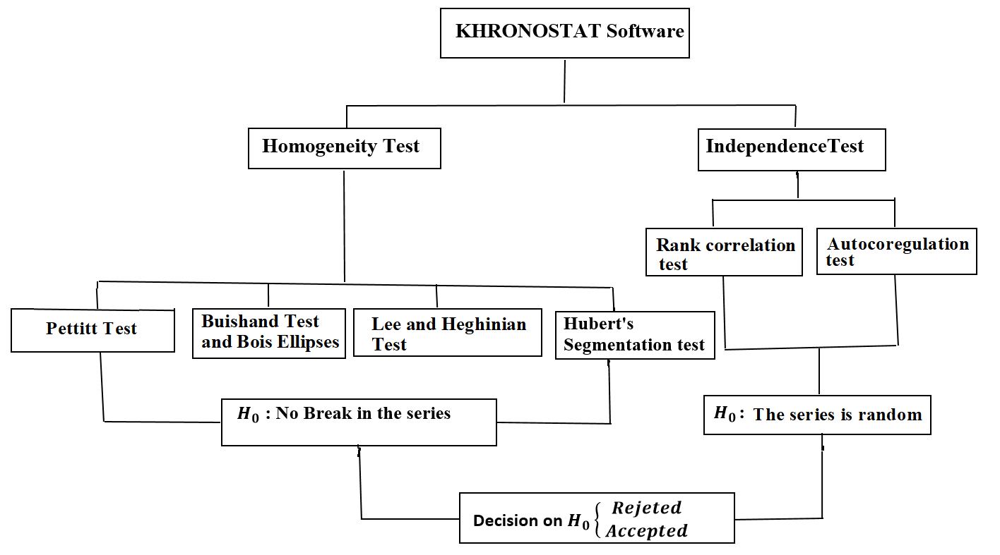 KHRONOSTAT Software
Homogeneity Test
IndependenceTest
Rank correlation
test
Autocoregulation
test
Pettitt Test
Buishand Test
and Bois Ellipses
Lee and Heghinian
Test
Hubert's
Segmentation test
H₀ : No Break in the series
H₀ : The series is random
Decision on H₀ { Rejeted
Accepted